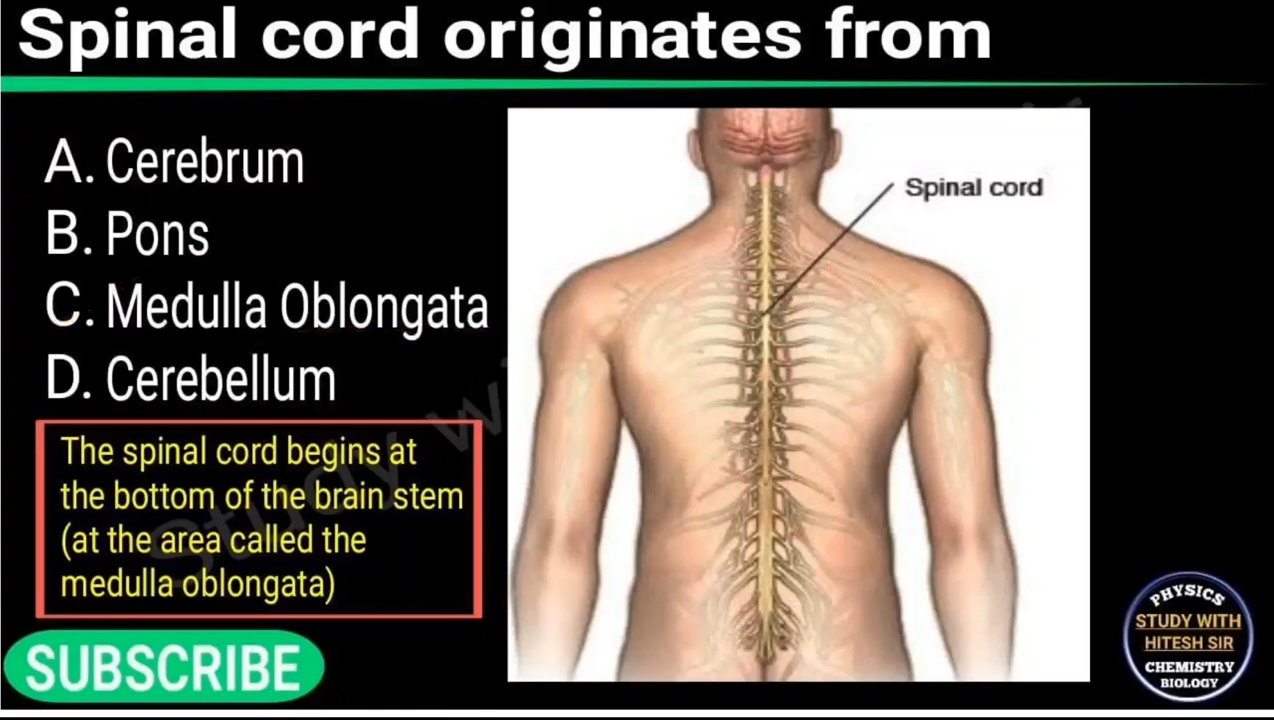 Spinal cord originates from
A. Cerebrum
B. Pons
C. Medulla Oblongata
D. Cerebellum
The spinal cord begins at
the bottom of the brain stem
(at the area called the
medulla oblongata)
SUBSCRIBE
Spinal cord
PHYSICS
STUDY WITH
HITESH SIR
CHEMISTRY
BIOLOGY